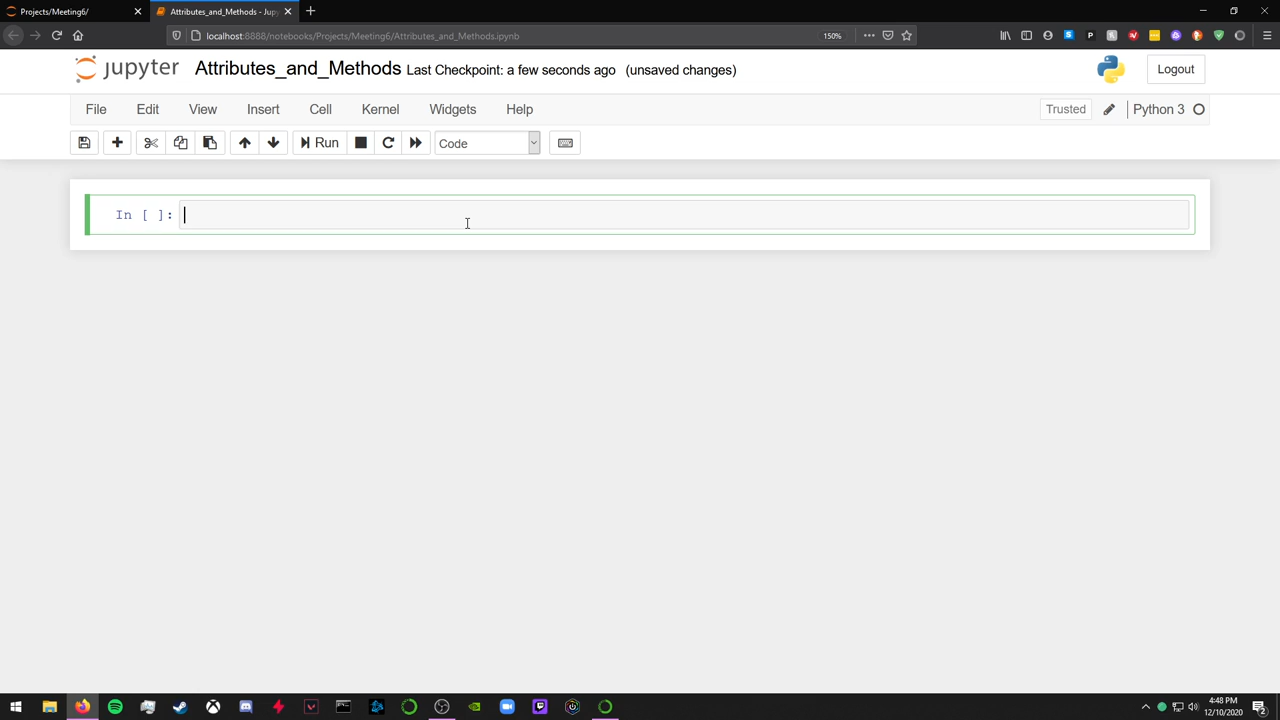 Projects/Meeting6/
Attributes_and_Methods - Jup
localhost:8888/notebooks/Projects/Meeting6/Attributes_and_Methods.ipynb
150%
jupyter Attributes_and_Methods Last Checkpoint: a few seconds ago (unsaved changes)
Logout
File Edit View Insert Cell Kernel Widgets Help
Trusted
Python 3
Run
Code
In [ ]:
4:48 PM
12/10/2020